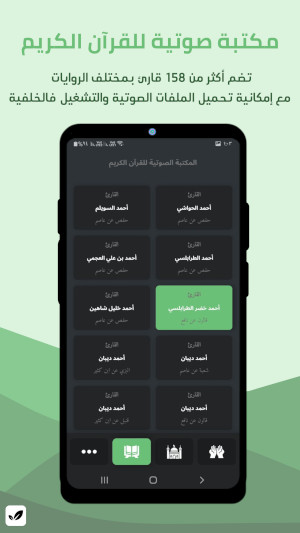 مكتبة صوتية للقرآن الكريم
تضم أكثر من 158 قارئ بمختلف الروايات
مع إمكانية تحميل الملفات الصوتية والتشغيل فالخلفية
المكتبة الصوتية للقرآن الكريم
القارئ
أحمد الحواشي
حفص عن عاصم
القارئ
أحمد السويلم
حفص عن عاصم
القارئ
أحمد الطرابلسي
حفص عن عاصم
القارئ
أحمد بن علي العجمي
حفص عن عاصم
القارئ
أحمد خضر الطرابلسي
قالون عن نافع
القارئ
أحمد خليل شاهين
حفص عن عاصم
القارئ
أحمد ديبان
شعبة عن عاصم
القارئ
أحمد ديبان
البزي عن ابن كثير
القارئ
أحمد ديبان
قالون عن نافع
القارئ
أحمد ديبان
قنبل عن ابن كثير